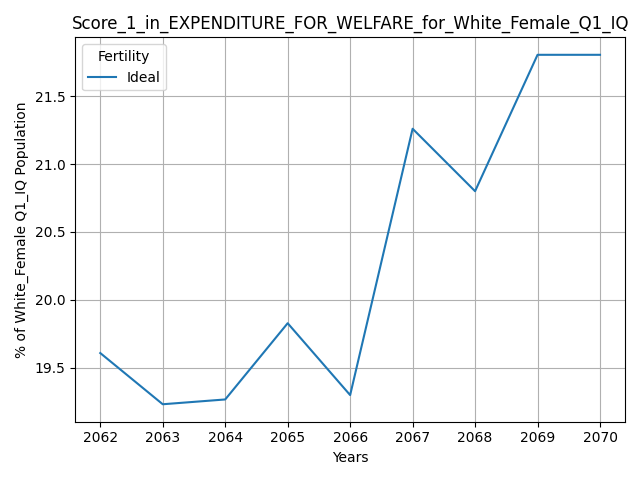 Score_1_in_EXPENDITURE_FOR_WELFARE_for_White_Female_Q1_IQ
Fertility
Ideal
% of White_Female Q1_IQ Population
21.5
21.0
20.5
20.0
19.5
2062 2063 2064 2065 2066 2067 2068 2069 2070
Years